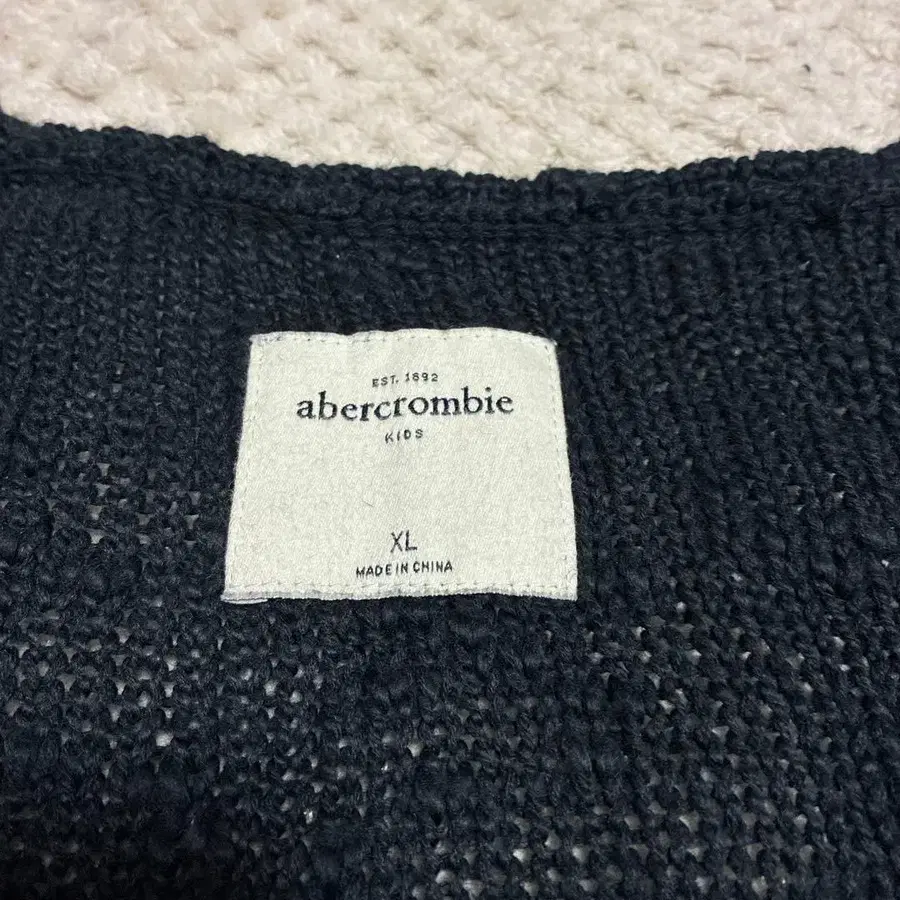 EST. 1892
abercrombie
KIDS
XL
MADE IN CHINA